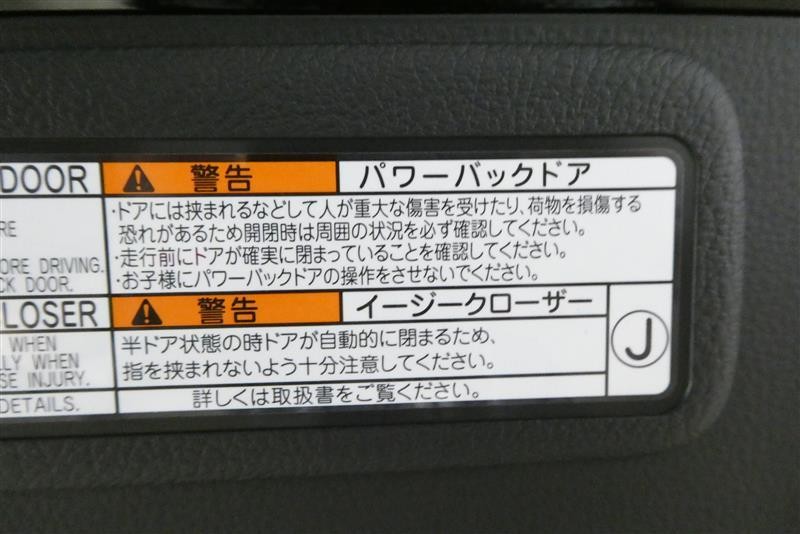 DOOR
警告
パワーバックドア
RE
ORE DRIVING.
CK DOOR.
・ドアには挟まれるなどして人が重大な傷害を受けたり、荷物を損傷する
恐れがあるため開閉時は周囲の状況を必ず確認してください。
・走行前にドアが確実に閉まっていることを確認してください。
・お子様にパワーバックドアの操作をさせないでください。
LOSER
警告
イージークローザー
WHEN
LLY WHEN
SE INJURY.
半ドア状態の時ドアが自動的に閉まるため、
指を挟まれないよう十分注意してください。
J
DETAILS.
詳しくは取扱書をご覧ください。